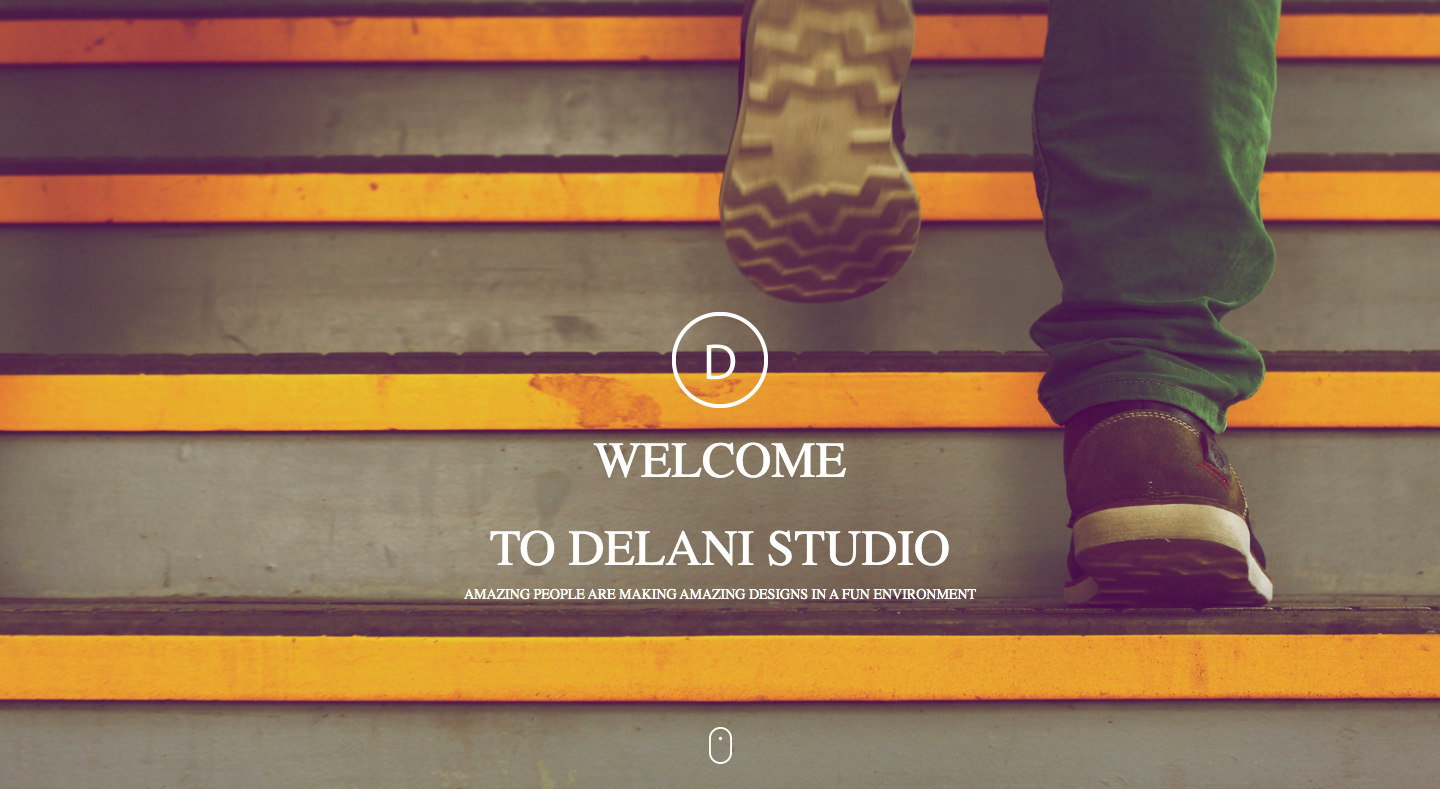 D
WELCOME
TO DELANI STUDIO
AMAZING PEOPLE ARE MAKING AMAZING DESIGNS IN A FUN ENVIRONMENT